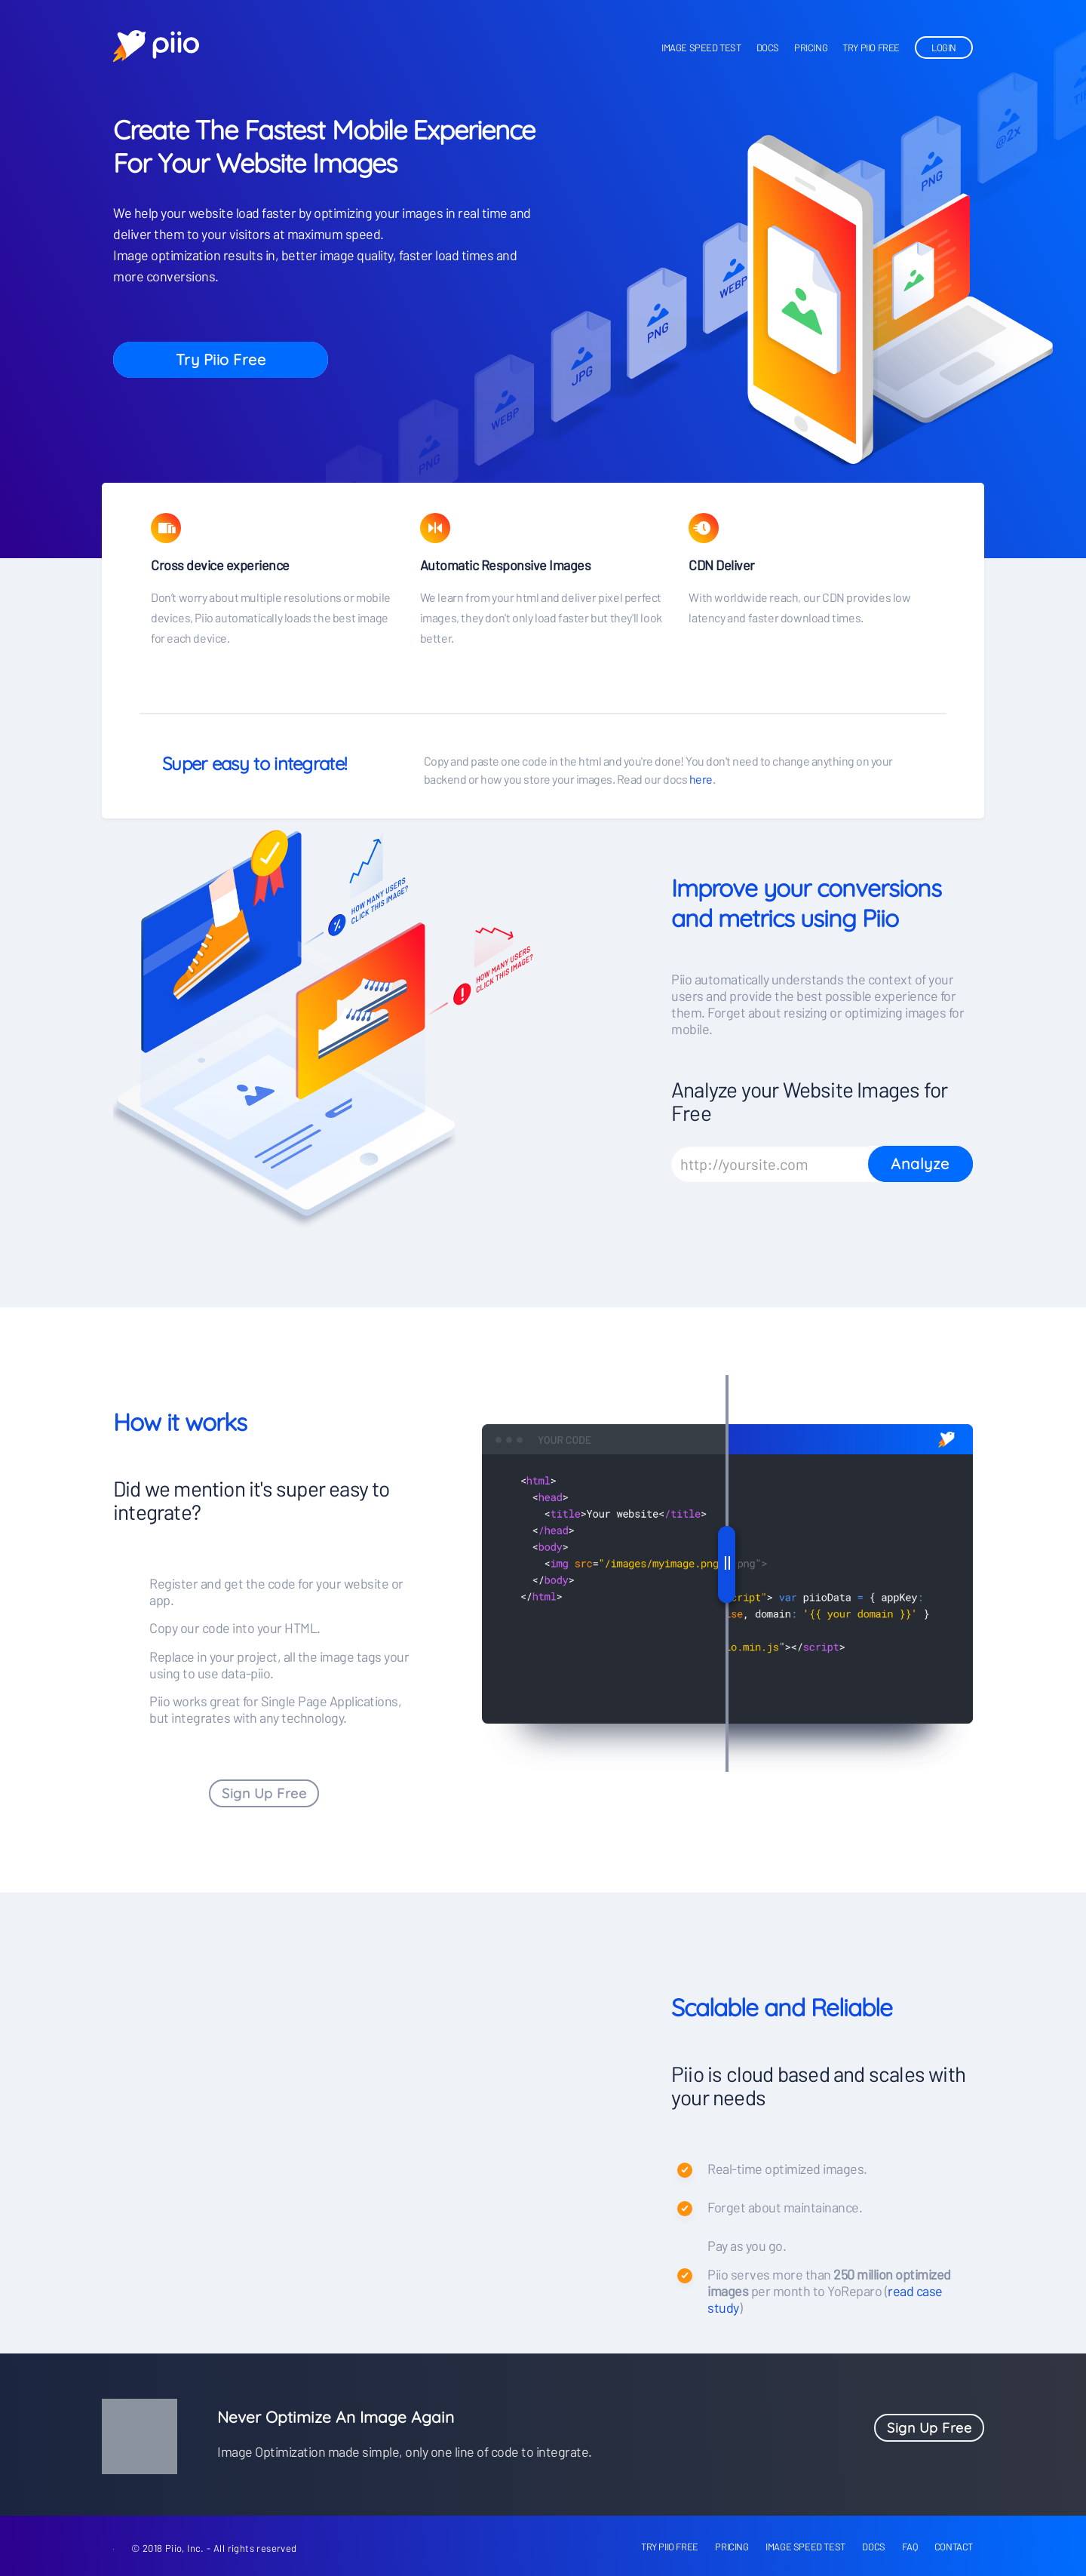 piio
IMAGE SPEED TEST
DOCS
PRICING
TRY PIIO FREE
LOGIN
Create The Fastest Mobile Experience
For Your Website Images
We help your website load faster by optimizing your images in real time and
deliver them to your visitors at maximum speed.
Image optimization results in, better image quality, faster load times and
more conversions.
Try Piio Free
@2x
PNG
WEBP
PNG
JPG
WEBP
PNG
Cross device experience
Don't worry about multiple resolutions or mobile
devices, Piio automatically loads the best image
for each device.
Automatic Responsive Images
We learn from your html and deliver pixel perfect
images, they don't only load faster but they'll look
better.
CDN Deliver
With worldwide reach, our CDN provides low
latency and faster download times.
Super easy to integrate!
Copy and paste one code in the html and you're done! You don't need to change anything on your
backend or how you store your images. Read our docs here.
HOW MANY USERS
CLICK THIS IMAGE?
HOW MANY USERS
CLICK THIS IMAGE?
Improve your conversions
and metrics using Piio
Piio automatically understands the context of your
users and provide the best possible experience for
them. Forget about resizing or optimizing images for
mobile.
Analyze your Website Images for
Free
http://yoursite.com
Analyze
How it works
Did we mention it's super easy to
integrate?
Register and get the code for your website or
app.
Copy our code into your HTML.
Replace in your project, all the image tags your
using to use data-piio.
Piio works great for Single Page Applications,
but integrates with any technology.
Sign Up Free
YOUR CODE
<html>
<head>
<title>Your website</title>
</head>
<body>
<img src="/images/myimage.png png">
</body>
</html>
cript"> var piioData = { appKey:
se, domain: '{{ your domain }}' }
io.min.js"></script>
Scalable and Reliable
Piio is cloud based and scales with
your needs
Real-time optimized images.
Forget about maintainance.
Pay as you go.
Piio serves more than 250 million optimized
images per month to YoReparo (read case
study)
Never Optimize An Image Again
Image Optimization made simple, only one line of code to integrate.
Sign Up Free
© 2018 Piio, Inc. - All rights reserved
TRY PIIO FREE
PRICING
IMAGE SPEED TEST
DOCS
FAQ
CONTACT